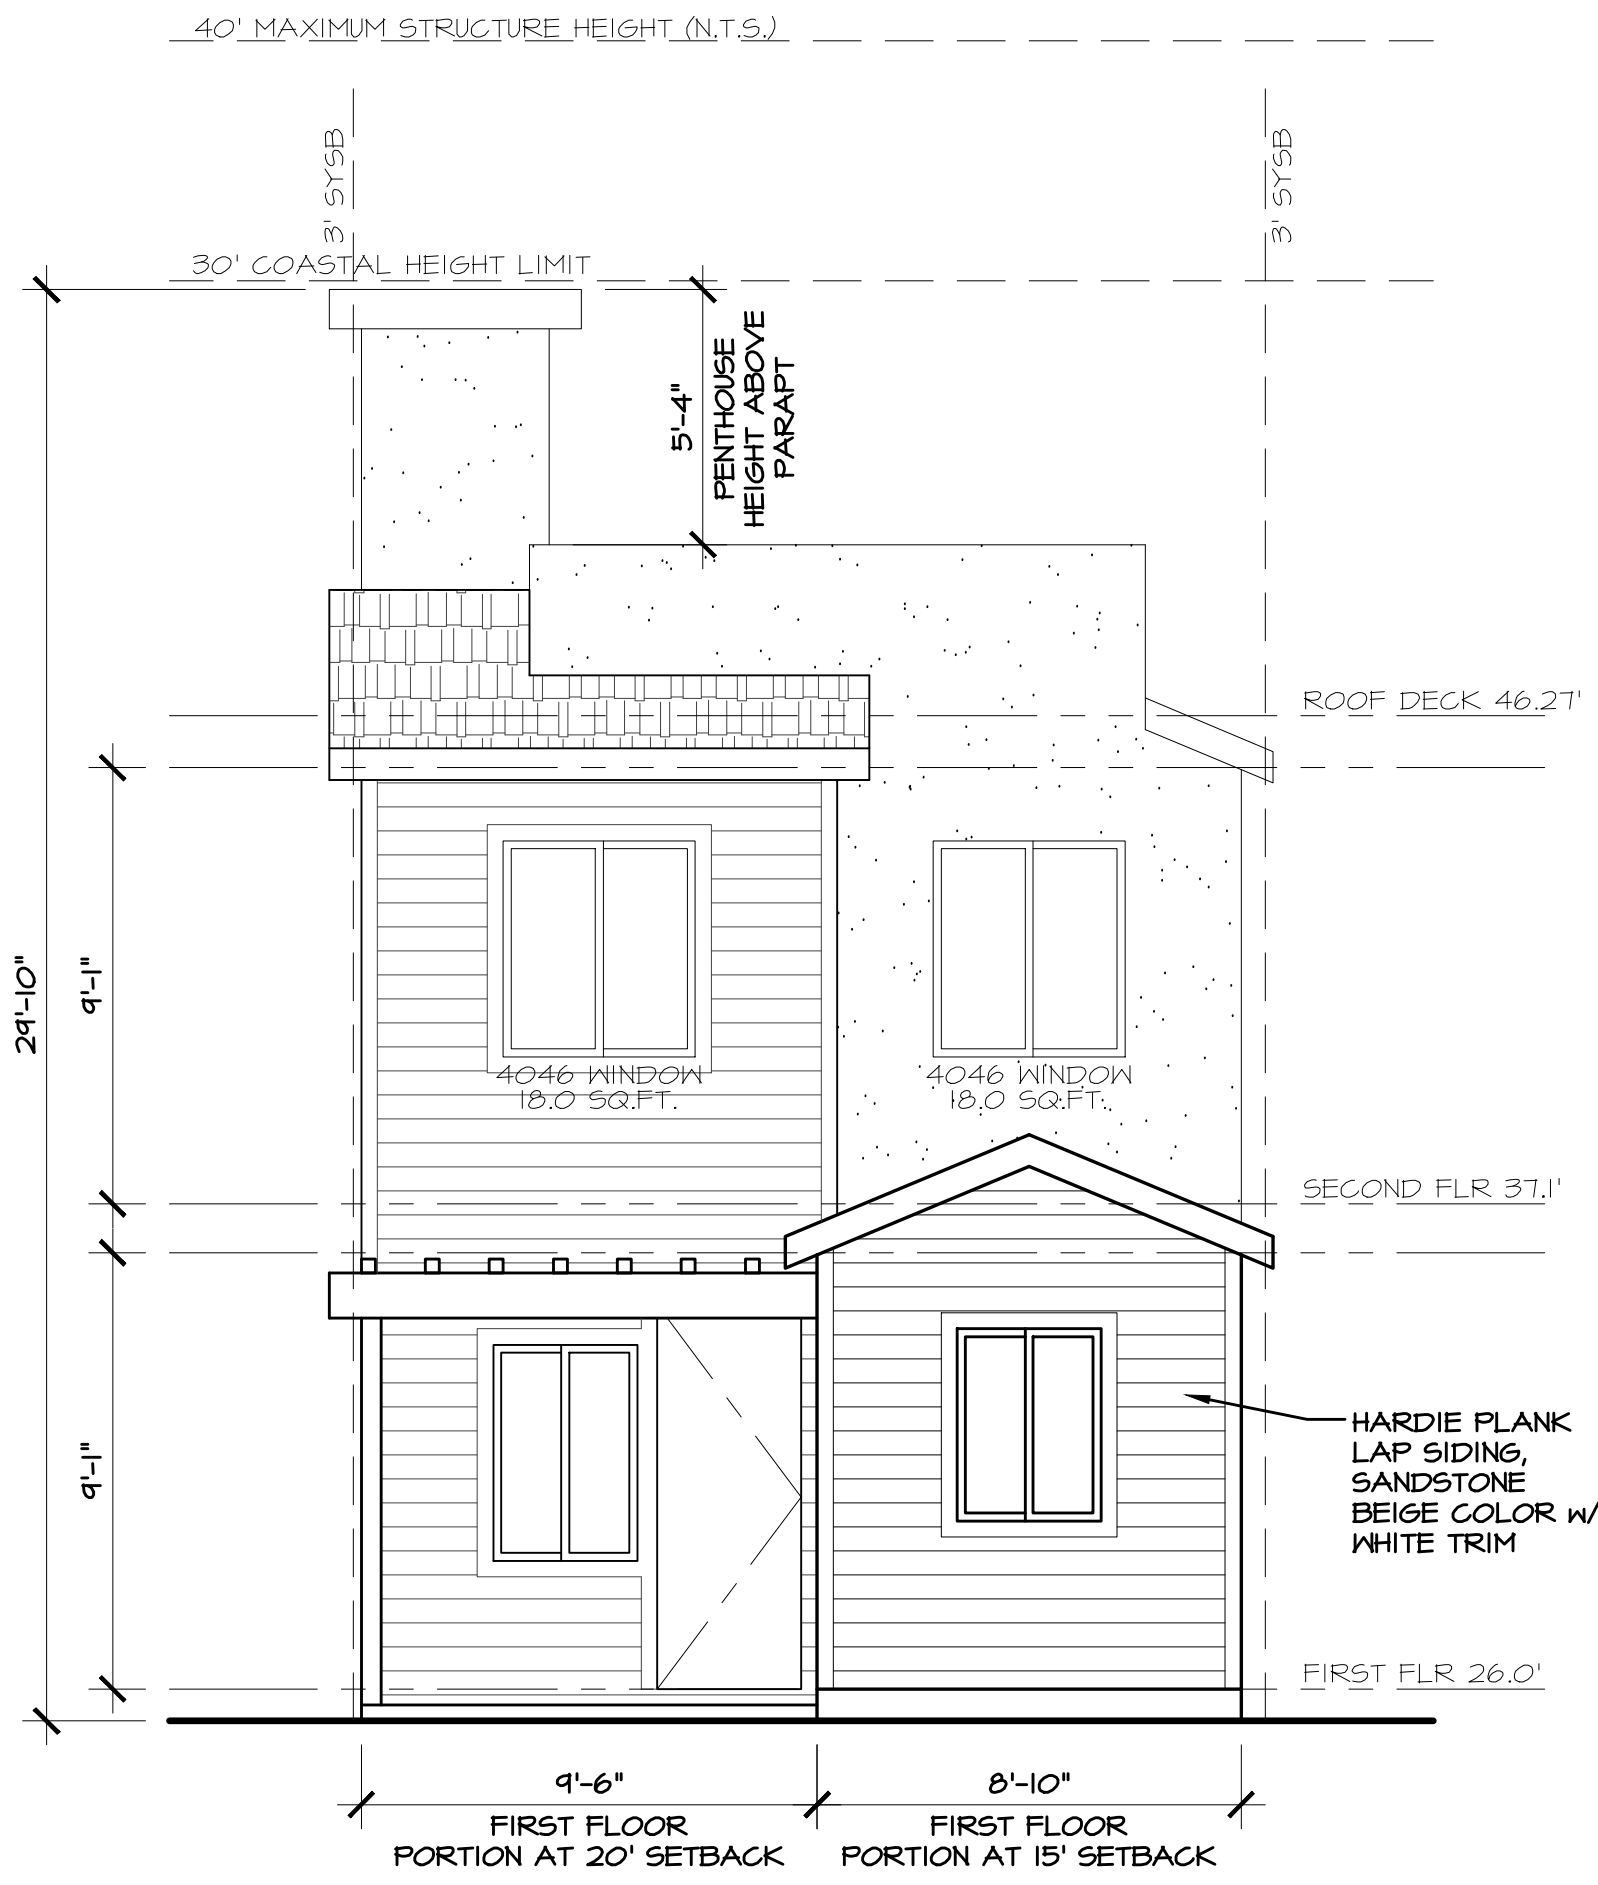 40' MAXIMUM STRUCTURE HEIGHT (N.T.S.)
3' SYSB
3' SYSB
30' COASTAL HEIGHT LIMIT
5'-4"
PENTHOUSE
HEIGHT ABOVE
PARAPT
ROOF DECK 46.27'
29'-10"
9'-1"
4046 WINDOW
18.0 SQ.FT.
4046 WINDOW
18.0 SQ.FT.
SECOND FLR 37.1'
9'-1"
HARDIE PLANK
LAP SIDING,
SANDSTONE
BEIGE COLOR w/
WHITE TRIM
FIRST FLR 26.0'
9'-6"
FIRST FLOOR
PORTION AT 20' SETBACK
8'-10"
FIRST FLOOR
PORTION AT 15' SETBACK